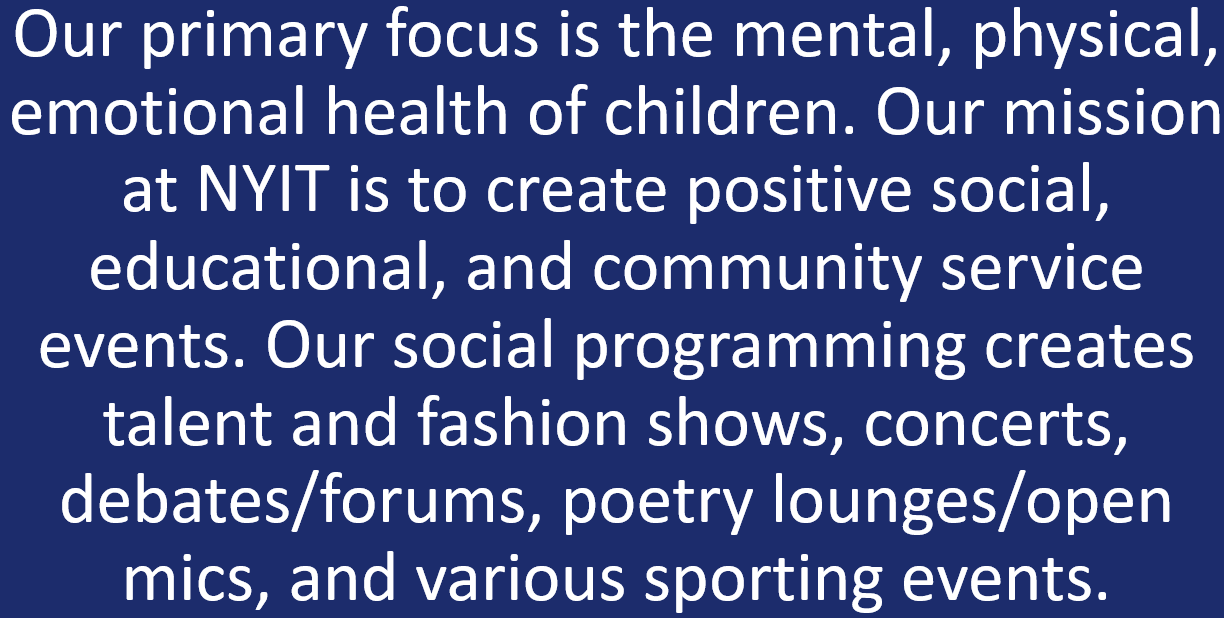 Our primary focus is the mental, physical,
emotional health of children. Our mission
at NYIT is to create positive social,
educational, and community service
events. Our social programming creates
talent and fashion shows, concerts,
debates/forums, poetry lounges/open
mics, and various sporting events.